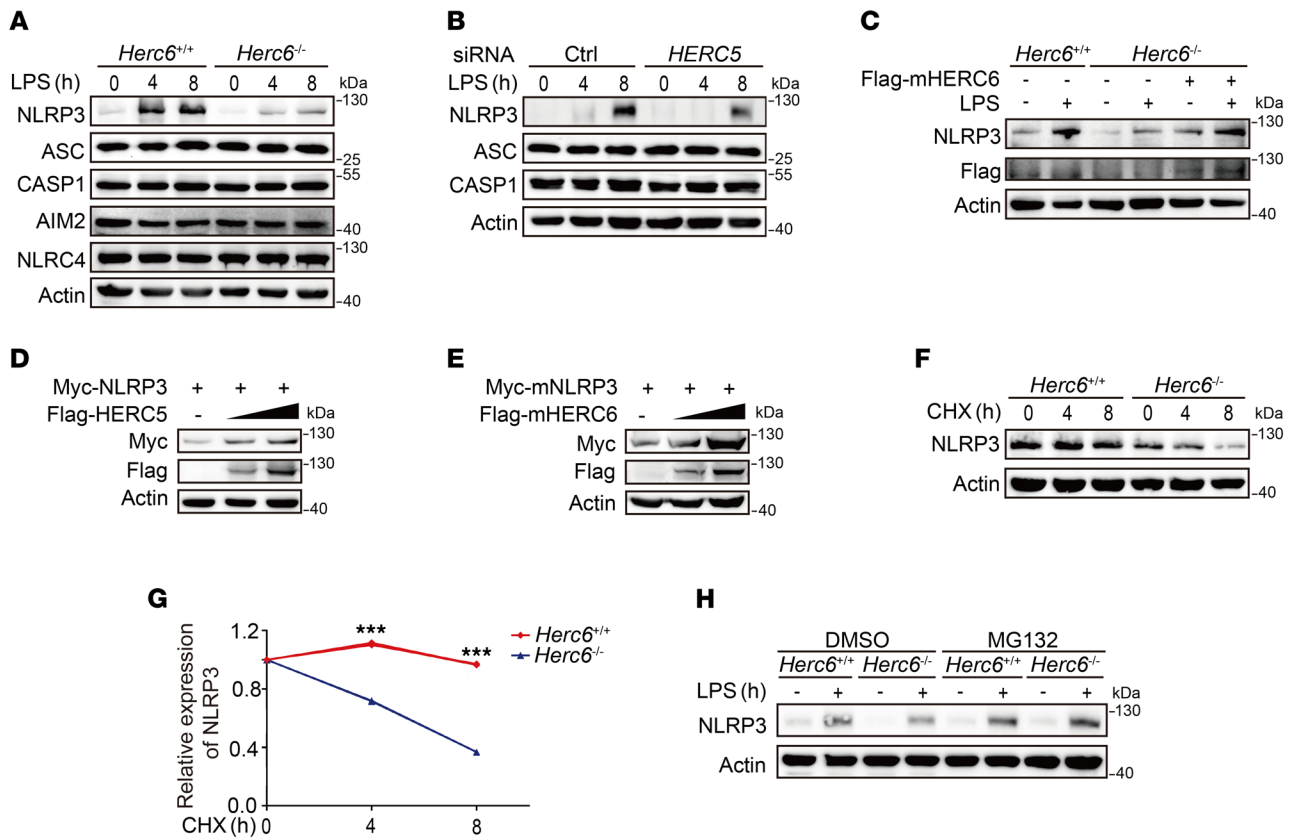 A
Herc6+/+ Herc6-/-
LPS (h) 0 4 8 0 4 8 kDa
NLRP3 -130
ASC -25
CASP1 -55
AIM2 -40
NLRC4 -130
Actin -40
B
siRNA Ctrl HERC5
LPS (h) 0 4 8 0 4 8 kDa
NLRP3 -130
ASC -25
CASP1 -55
Actin -40
C
Herc6+/+ Herc6-/-
Flag-mHERC6 - - - - + +
LPS - + - + - + kDa
NLRP3 -130
Flag -130
Actin -40
D
Myc-NLRP3 + + +
Flag-HERC5 - kDa
Myc -130
Flag -130
Actin -40
E
Myc-mNLRP3 + + +
Flag-mHERC6 - kDa
Myc -130
Flag -130
Actin -40
F
Herc6+/+ Herc6-/-
CHX (h) 0 4 8 0 4 8 kDa
NLRP3 -130
Actin -40
G
Relative expression
of NLRP3
1.2
0.8
0.4
0.0
*** ***
Herc6+/+
Herc6-/-
CHX (h) 0 4 8
H
DMSO MG132
Herc6+/+ Herc6-/- Herc6+/+ Herc6-/-
LPS (h) - + - + - + - + kDa
NLRP3 -130
Actin -40